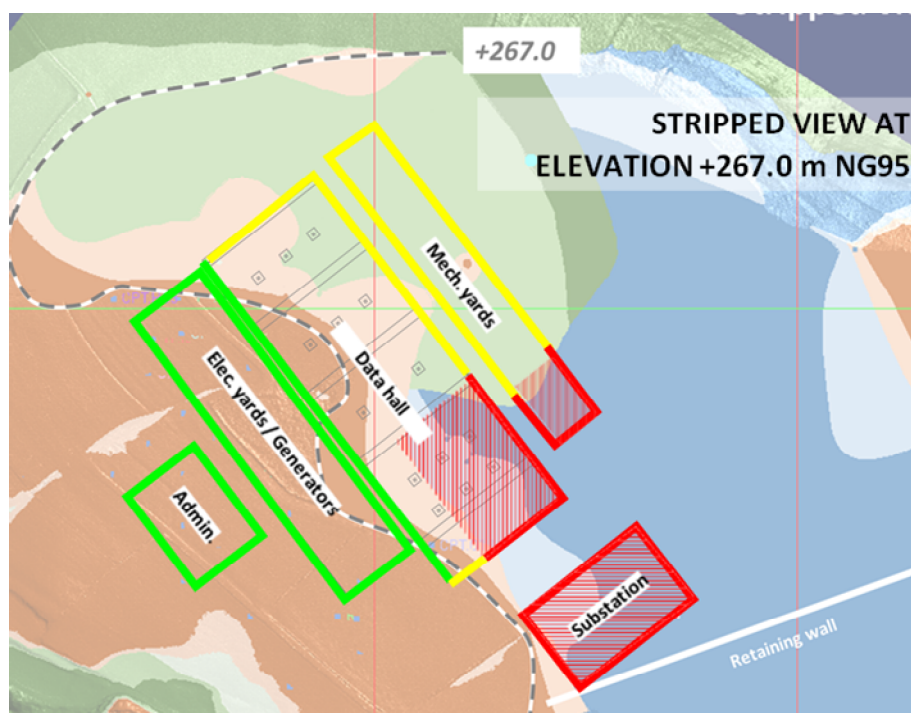 +267.0
STRIPPED VIEW AT
ELEVATION +267.0 m NG95
Mech. yards
Data hall
Elec. yards / Generators
Admin.
Substation
Retaining wall